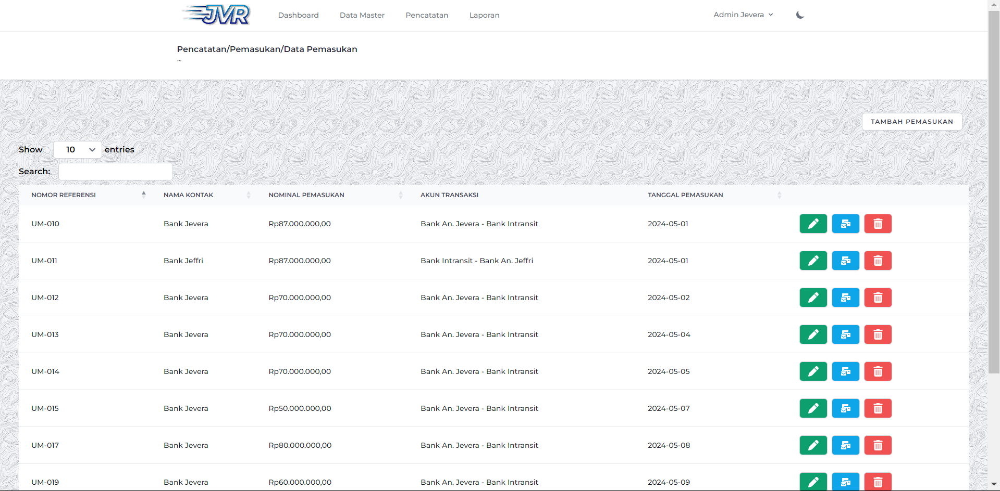 JVR Dashboard Data Master Pencatatan Laporan Admin Jevera
Pencatatan/Pemasukan/Data Pemasukan
~
TAMBAH PEMASUKAN
Show 10 entries
Search:
NOMOR REFERENSI NAMA KONTAK NOMINAL PEMASUKAN AKUN TRANSAKSI TANGGAL PEMASUKAN
UM-010 Bank Jevera Rp87.000.000,00 Bank An. Jevera - Bank Intransit 2024-05-01
UM-011 Bank Jeffri Rp87.000.000,00 Bank Intransit - Bank An. Jeffri 2024-05-01
UM-012 Bank Jevera Rp70.000.000,00 Bank An. Jevera - Bank Intransit 2024-05-02
UM-013 Bank Jevera Rp70.000.000,00 Bank An. Jevera - Bank Intransit 2024-05-04
UM-014 Bank Jevera Rp70.000.000,00 Bank An. Jevera - Bank Intransit 2024-05-05
UM-015 Bank Jevera Rp50.000.000,00 Bank An. Jevera - Bank Intransit 2024-05-07
UM-017 Bank Jevera Rp80.000.000,00 Bank An. Jevera - Bank Intransit 2024-05-08
UM-019 Bank Jevera Rp60.000.000,00 Bank An. Jevera - Bank Intransit 2024-05-09